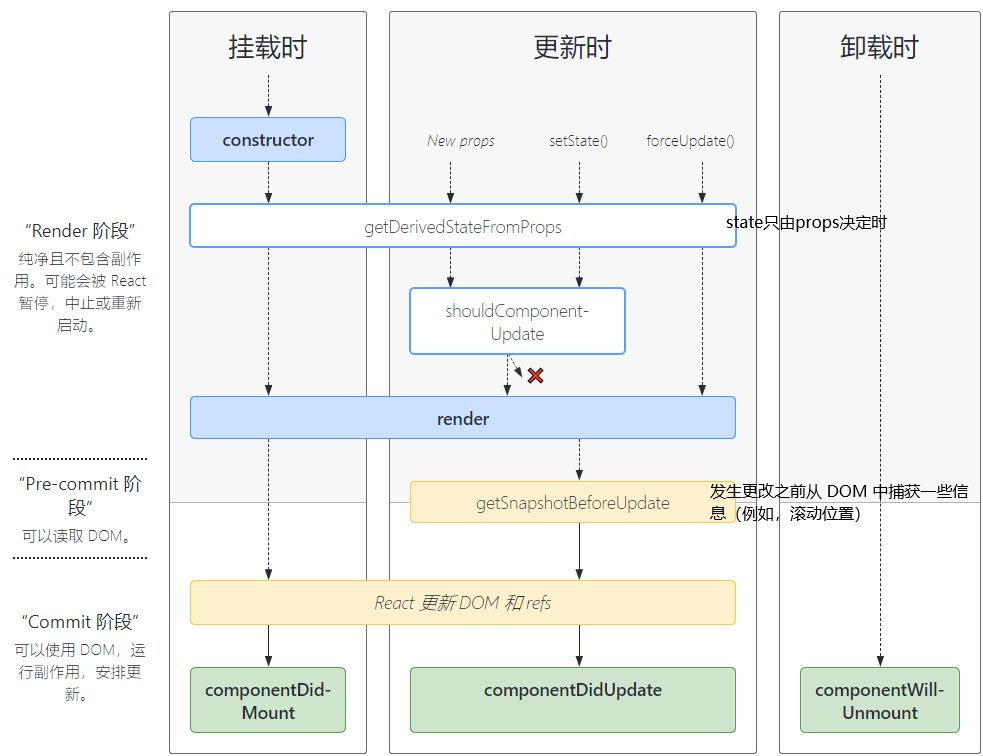 挂载时
更新时
卸载时
constructor
New props
setState()
forceUpdate()
“Render 阶段”
纯净且不包含副作
用。可能会被 React
暂停，中止或重新
启动。
getDerivedStateFromProps
state只由props决定时
shouldComponent-
Update
render
“Pre-commit 阶
段”
可以读取 DOM。
getSnapshotBeforeUpdate
发生更改之前从 DOM 中捕获一些信
息（例如，滚动位置）
“Commit 阶段”
可以使用 DOM，运
行副作用，安排更
新。
React 更新 DOM 和 refs
componentDid-
Mount
componentDidUpdate
componentWill-
Unmount